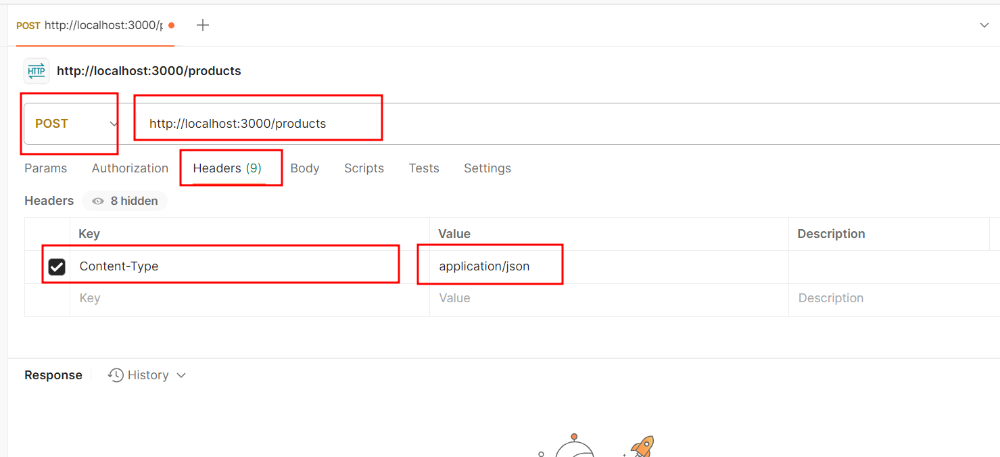 POST http://localhost:3000/p
HTTP http://localhost:3000/products
POST http://localhost:3000/products
Params Authorization Headers (9) Body Scripts Tests Settings
Headers 8 hidden
Key Value Description
Content-Type application/json
Key Value Description
Response History